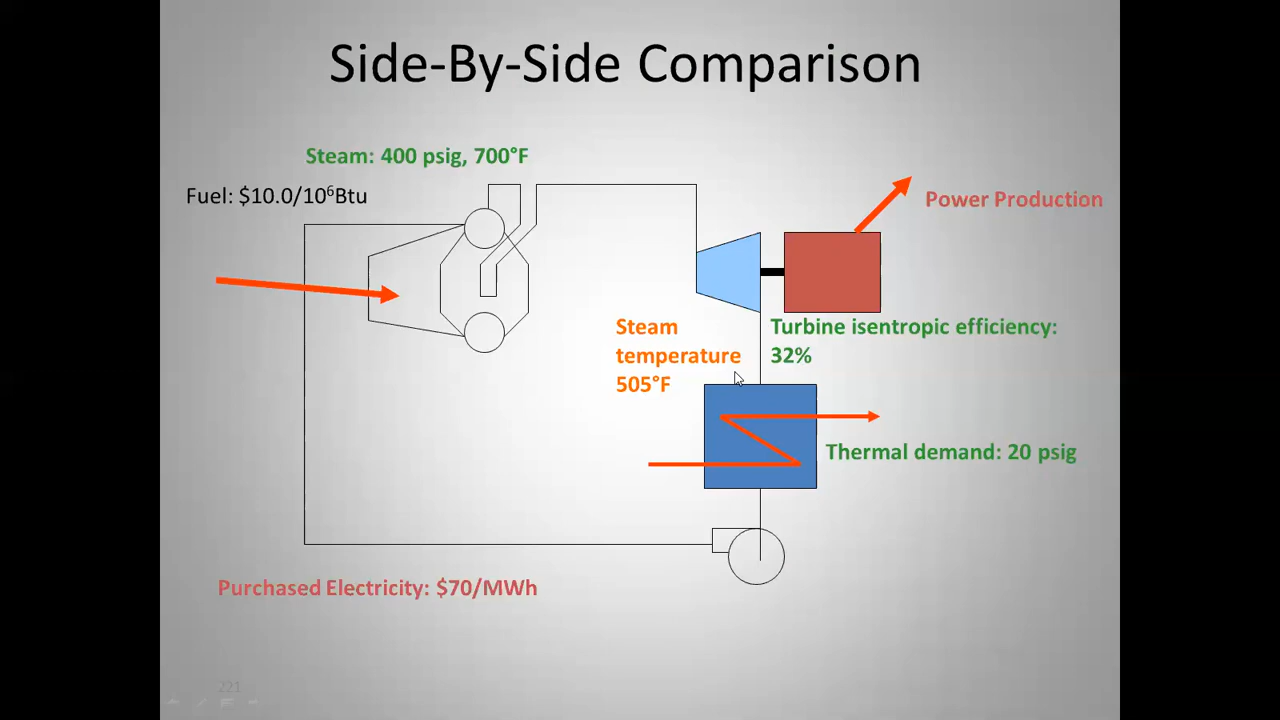 Side-By-Side Comparison
Steam: 400 psig, 700°F
Fuel: $10.0/10⁶Btu
Power Production
Steam
temperature
505°F
Turbine isentropic efficiency:
32%
Thermal demand: 20 psig
Purchased Electricity: $70/MWh
221